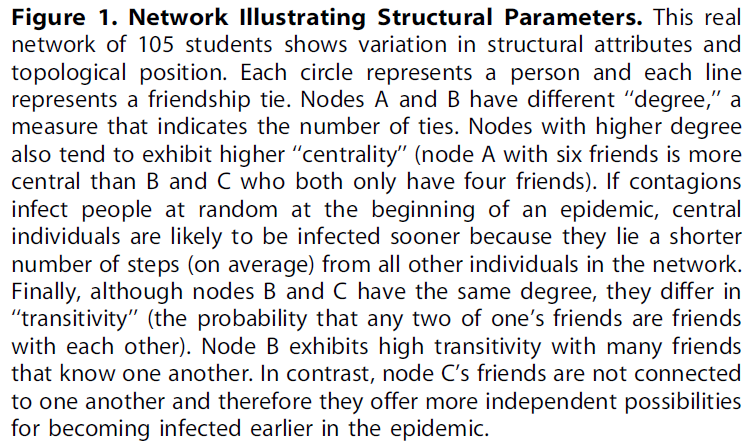 Figure 1. Network Illustrating Structural Parameters. This real
network of 105 students shows variation in structural attributes and
topological position. Each circle represents a person and each line
represents a friendship tie. Nodes A and B have different “degree,” a
measure that indicates the number of ties. Nodes with higher degree
also tend to exhibit higher “centrality” (node A with six friends is more
central than B and C who both only have four friends). If contagions
infect people at random at the beginning of an epidemic, central
individuals are likely to be infected sooner because they lie a shorter
number of steps (on average) from all other individuals in the network.
Finally, although nodes B and C have the same degree, they differ in
“transitivity” (the probability that any two of one’s friends are friends
with each other). Node B exhibits high transitivity with many friends
that know one another. In contrast, node C’s friends are not connected
to one another and therefore they offer more independent possibilities
for becoming infected earlier in the epidemic.